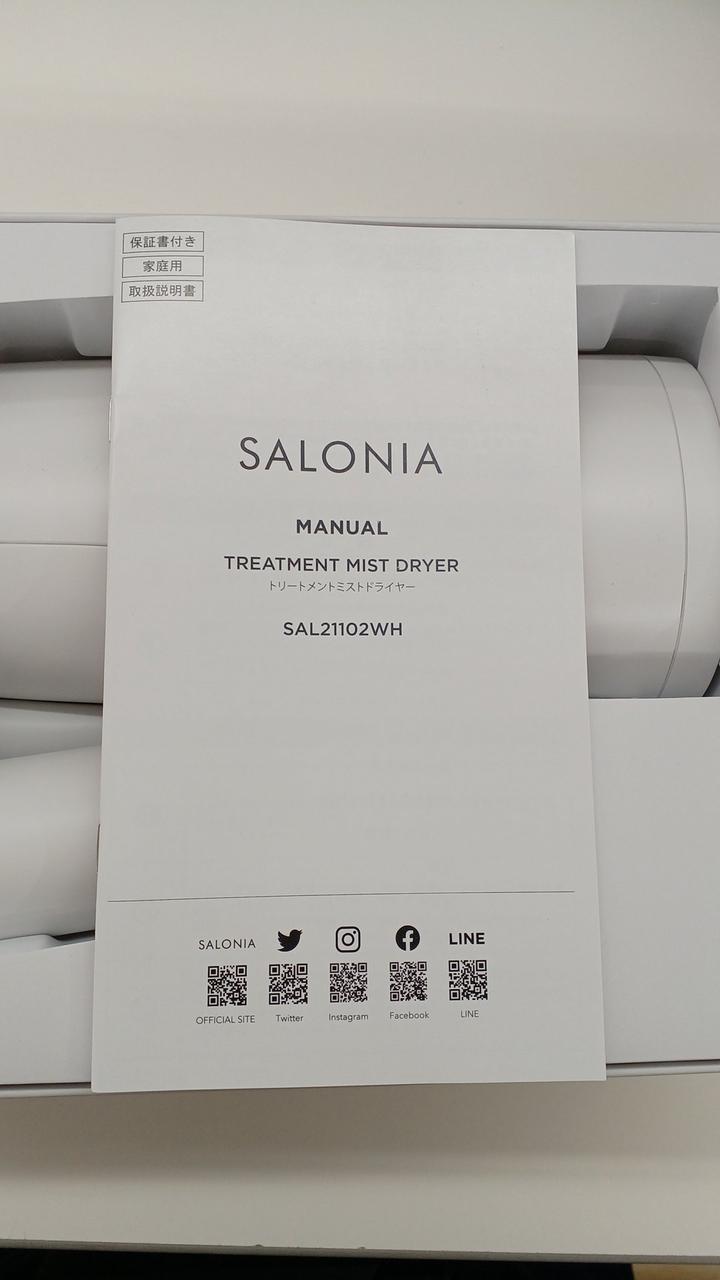 保証書付き
家庭用
取扱説明書
SALONIA
MANUAL
TREATMENT MIST DRYER
トリートメントミストドライヤー
SAL21102WH
SALONIA
LINE
OFFICIAL SITE
Twitter
Instagram
Facebook
LINE